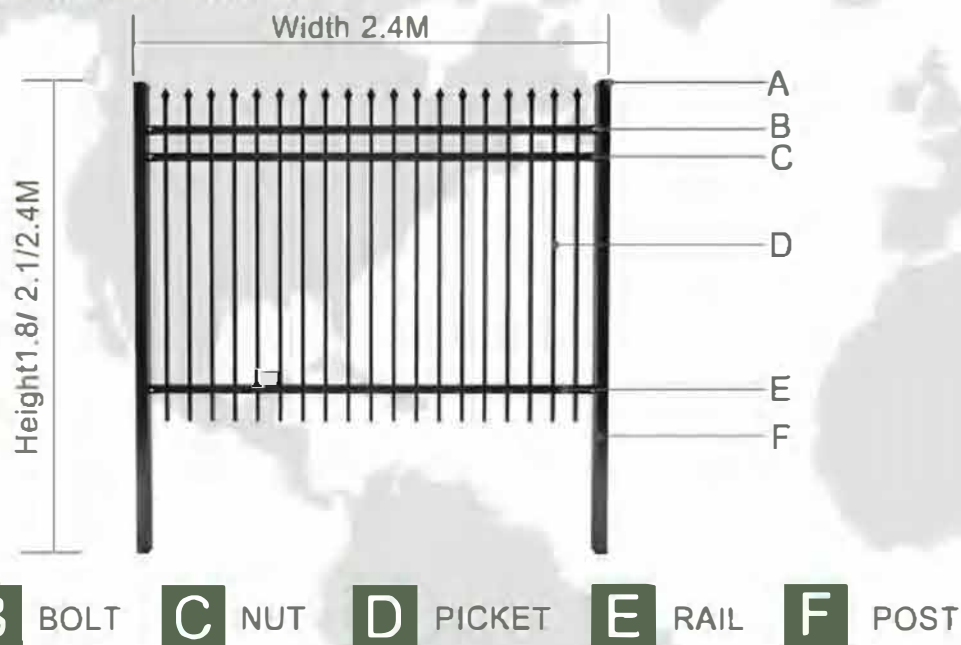 Width 2.4M
A
B
C
D
E
F
Height1.8/ 2.1/2.4M
B BOLT C NUT D PICKET E RAIL F POST